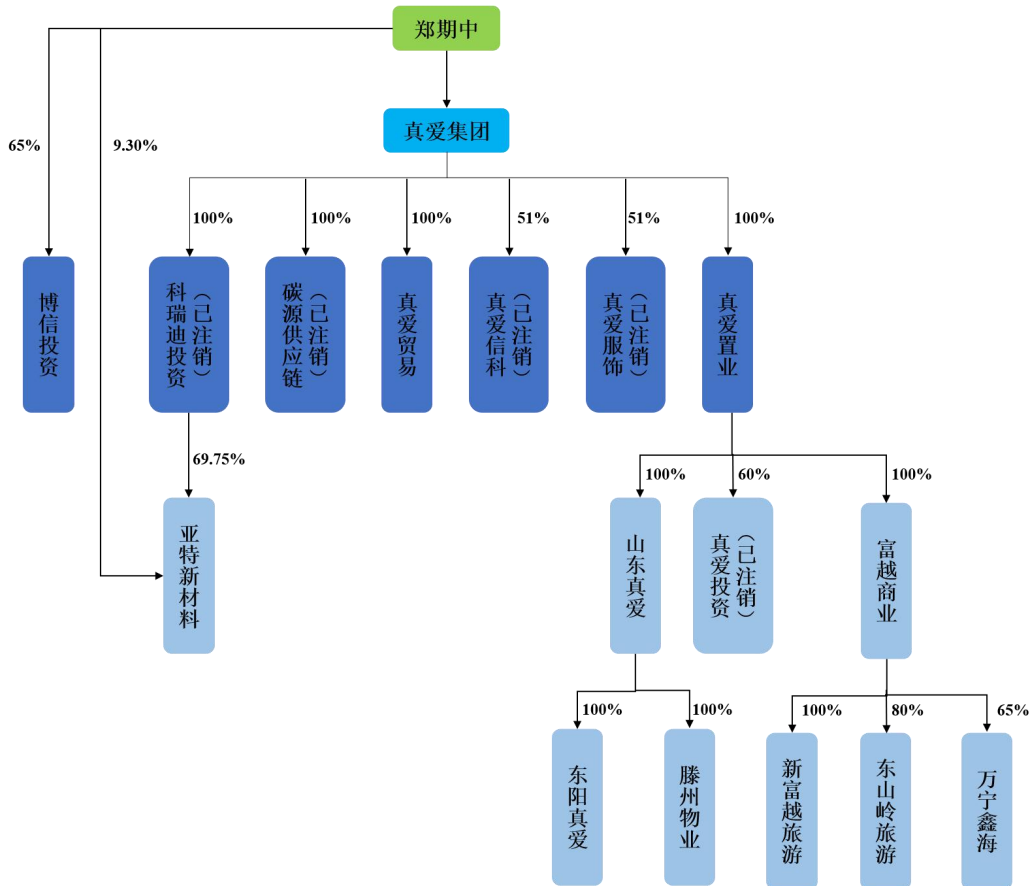 郑期中
真爱集团
65%
9.30%
100%
100%
100%
51%
51%
100%
博信投资
科瑞迪投资
（已注销）
碳源供应链
（已注销）
真爱贸易
真爱信科
（已注销）
真爱服饰
（已注销）
真爱置业
69.75%
100%
60%
100%
亚特新材料
山东真爱
真爱投资
（已注销）
富越商业
100%
100%
100%
80%
65%
东阳真爱
滕州物业
新富越旅游
东山岭旅游
万宁鑫海